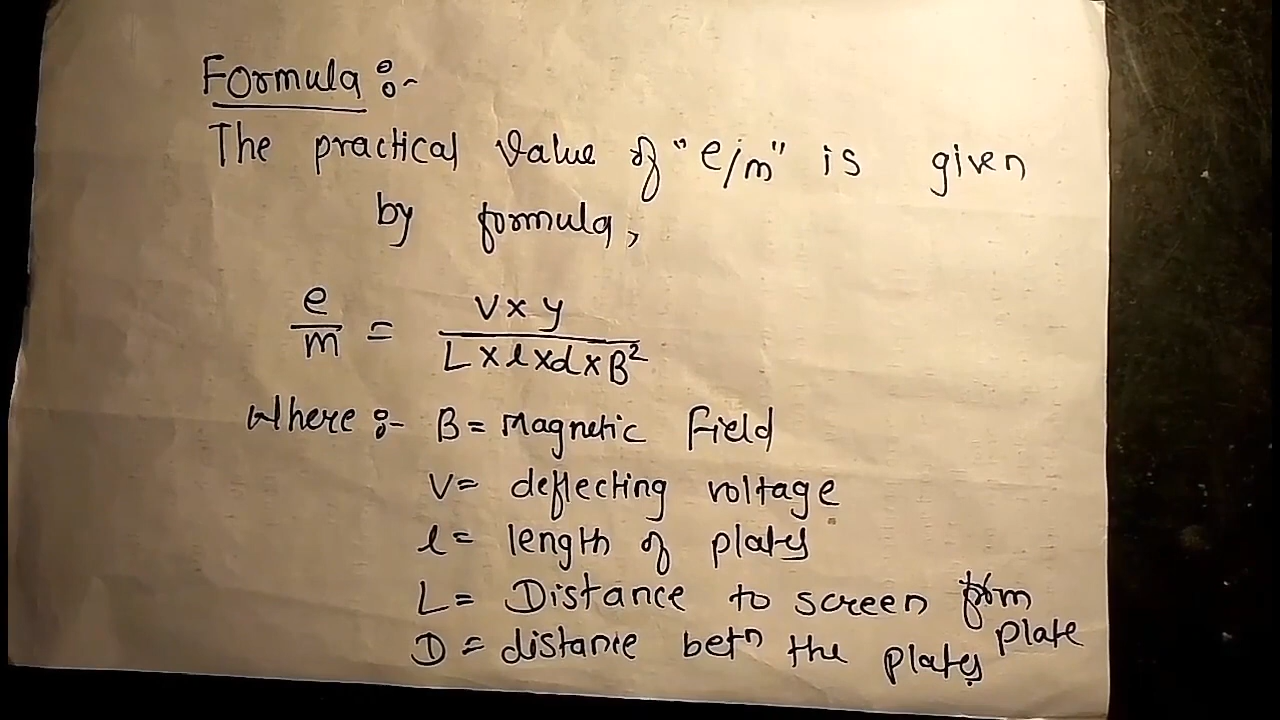 Formula :-
The practical value of "e/m" is given
by formula,
e/m = V x y / L x l x d x B²
Where :- B = Magnetic Field
V = deflecting voltage
l = length of plates
L = Distance to screen from plate
D = distance betn the plates